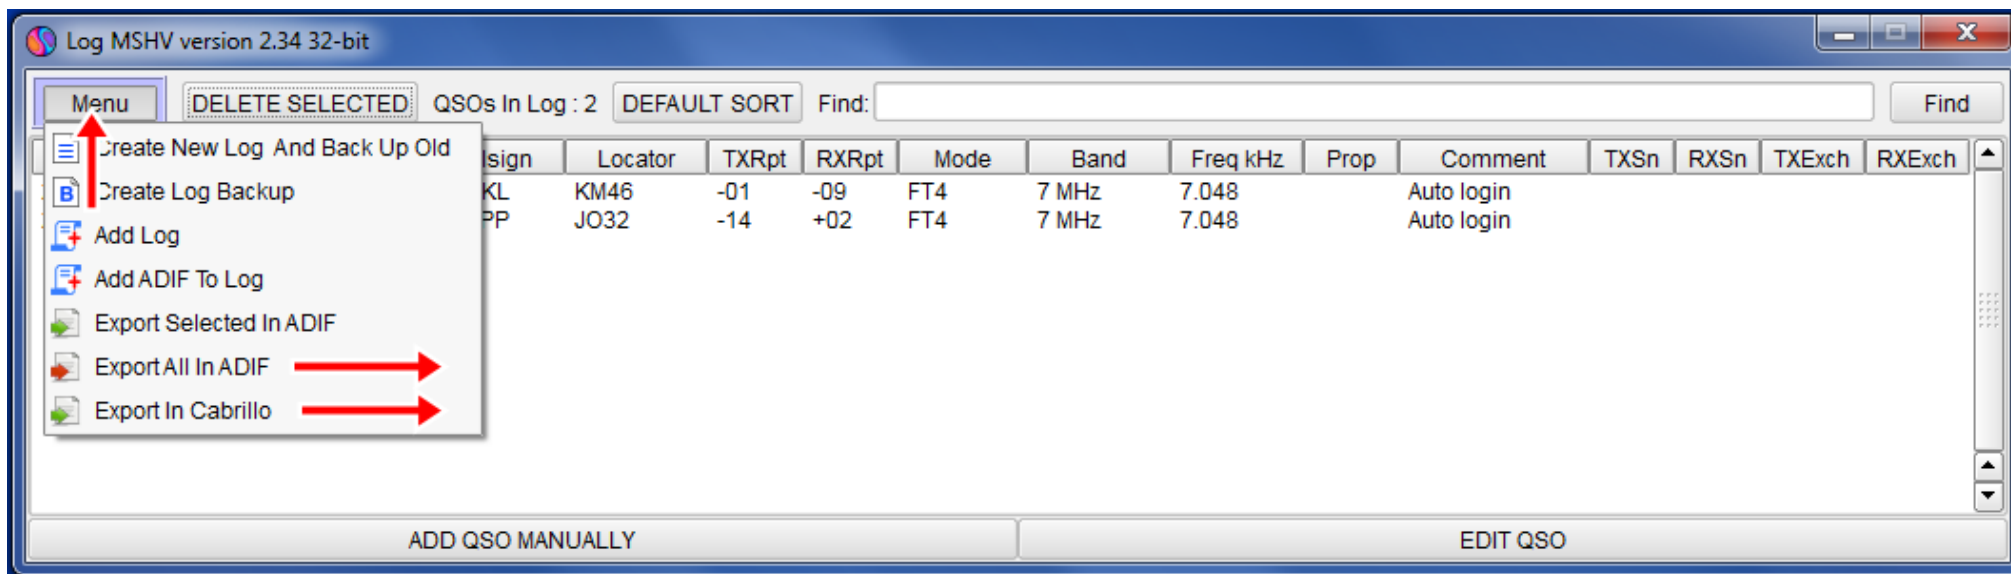 Log MSHV version 2.34 32-bit
Menu DELETE SELECTED QSOs In Log : 2 DEFAULT SORT Find: Find
lsign Locator TXRpt RXRpt Mode Band Freq kHz Prop Comment TXSn RXSn TXExch RXExch
KL KM46 -01 -09 FT4 7 MHz 7.048 Auto login
PP JO32 -14 +02 FT4 7 MHz 7.048 Auto login
Create New Log And Back Up Old
Create Log Backup
Add Log
Add ADIF To Log
Export Selected In ADIF
Export All In ADIF
Export In Cabrillo
ADD QSO MANUALLY EDIT QSO